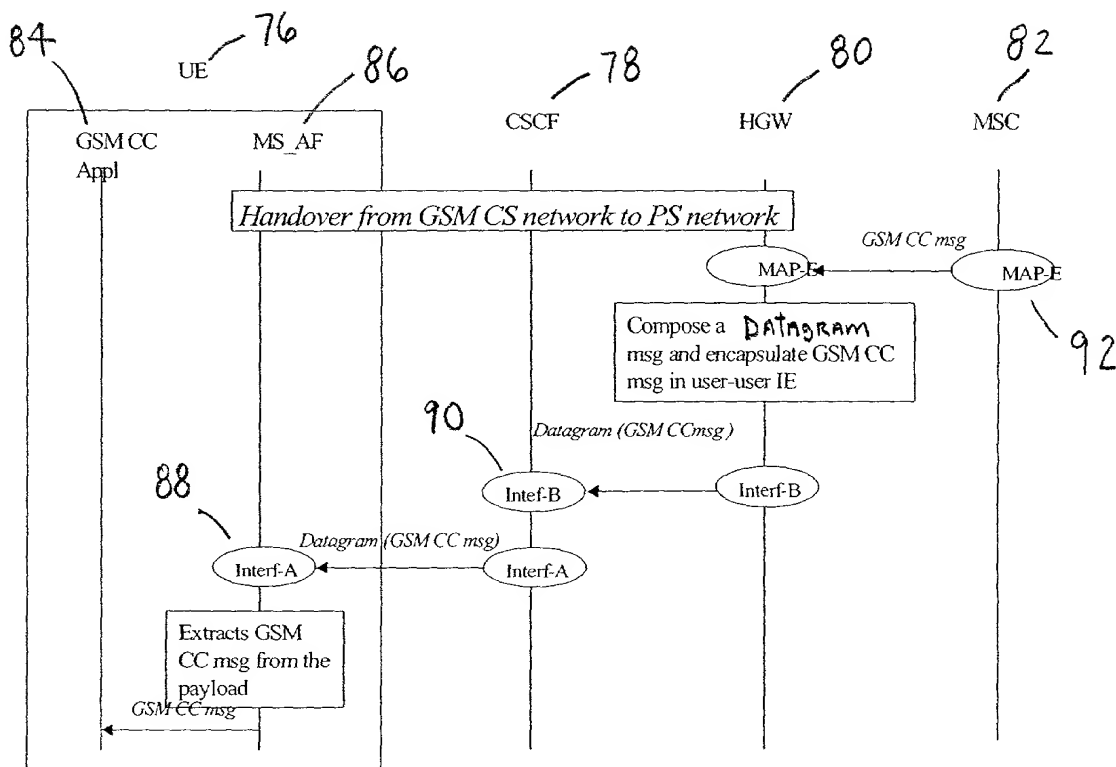 84
UE
76
86
78
80
82
GSM CC
Appl
MS_AF
CSCF
HGW
MSC
Handover from GSM CS network to PS network
GSM CC msg
MAP-E
MAP-E
92
Compose a DATAGRAM
msg and encapsulate GSM CC
msg in user-user IE
90
Datagram (GSM CCmsg)
Intef-B
Interf-B
88
Datagram (GSM CC msg)
Interf-A
Interf-A
Extracts GSM
CC msg from the
payload
GSM CC msg